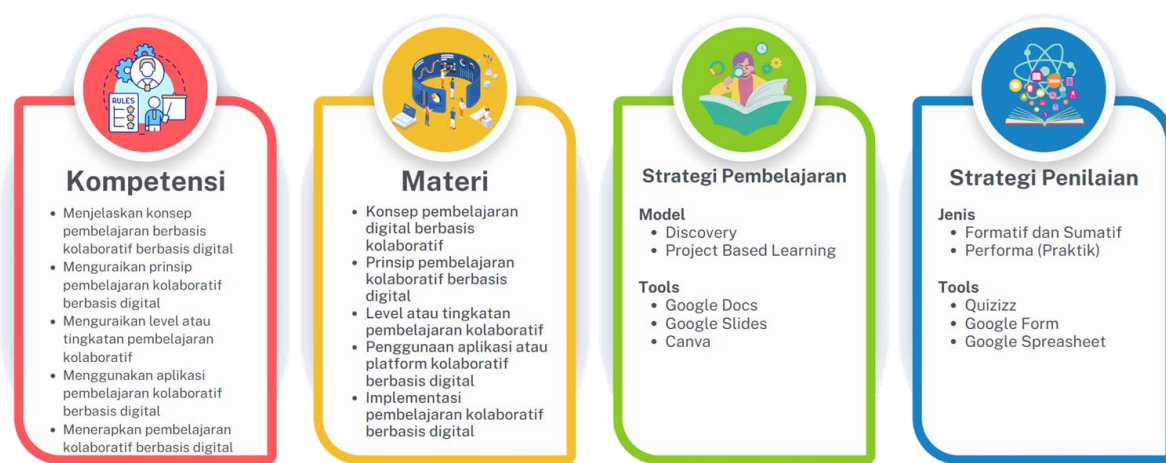 RULES
Kompetensi
• Menjelaskan konsep
pembelajaran berbasis
kolaboratif berbasis digital
• Menguraikan prinsip
pembelajaran kolaboratif
berbasis digital
• Menguraikan level atau
tingkatan pembelajaran
kolaboratif
• Menggunakan aplikasi
pembelajaran kolaboratif
berbasis digital
• Menerapkan pembelajaran
kolaboratif berbasis digital
Materi
• Konsep pembelajaran
digital berbasis
kolaboratif
• Prinsip pembelajaran
kolaboratif berbasis
digital
• Level atau tingkatan
pembelajaran kolaboratif
• Penggunaan aplikasi atau
platform kolaboratif
berbasis digital
• Implementasi
pembelajaran kolaboratif
berbasis digital
Strategi Pembelajaran
Model
• Discovery
• Project Based Learning
Tools
• Google Docs
• Google Slides
• Canva
Strategi Penilaian
Jenis
• Formatif dan Sumatif
• Performa (Praktik)
Tools
• Quizizz
• Google Form
• Google Spreasheet